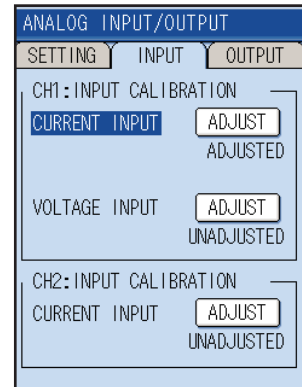 ANALOG INPUT/OUTPUT
SETTING INPUT OUTPUT
CH1:INPUT CALIBRATION
CURRENT INPUT ADJUST
ADJUSTED
VOLTAGE INPUT ADJUST
UNADJUSTED
CH2:INPUT CALIBRATION
CURRENT INPUT ADJUST
UNADJUSTED